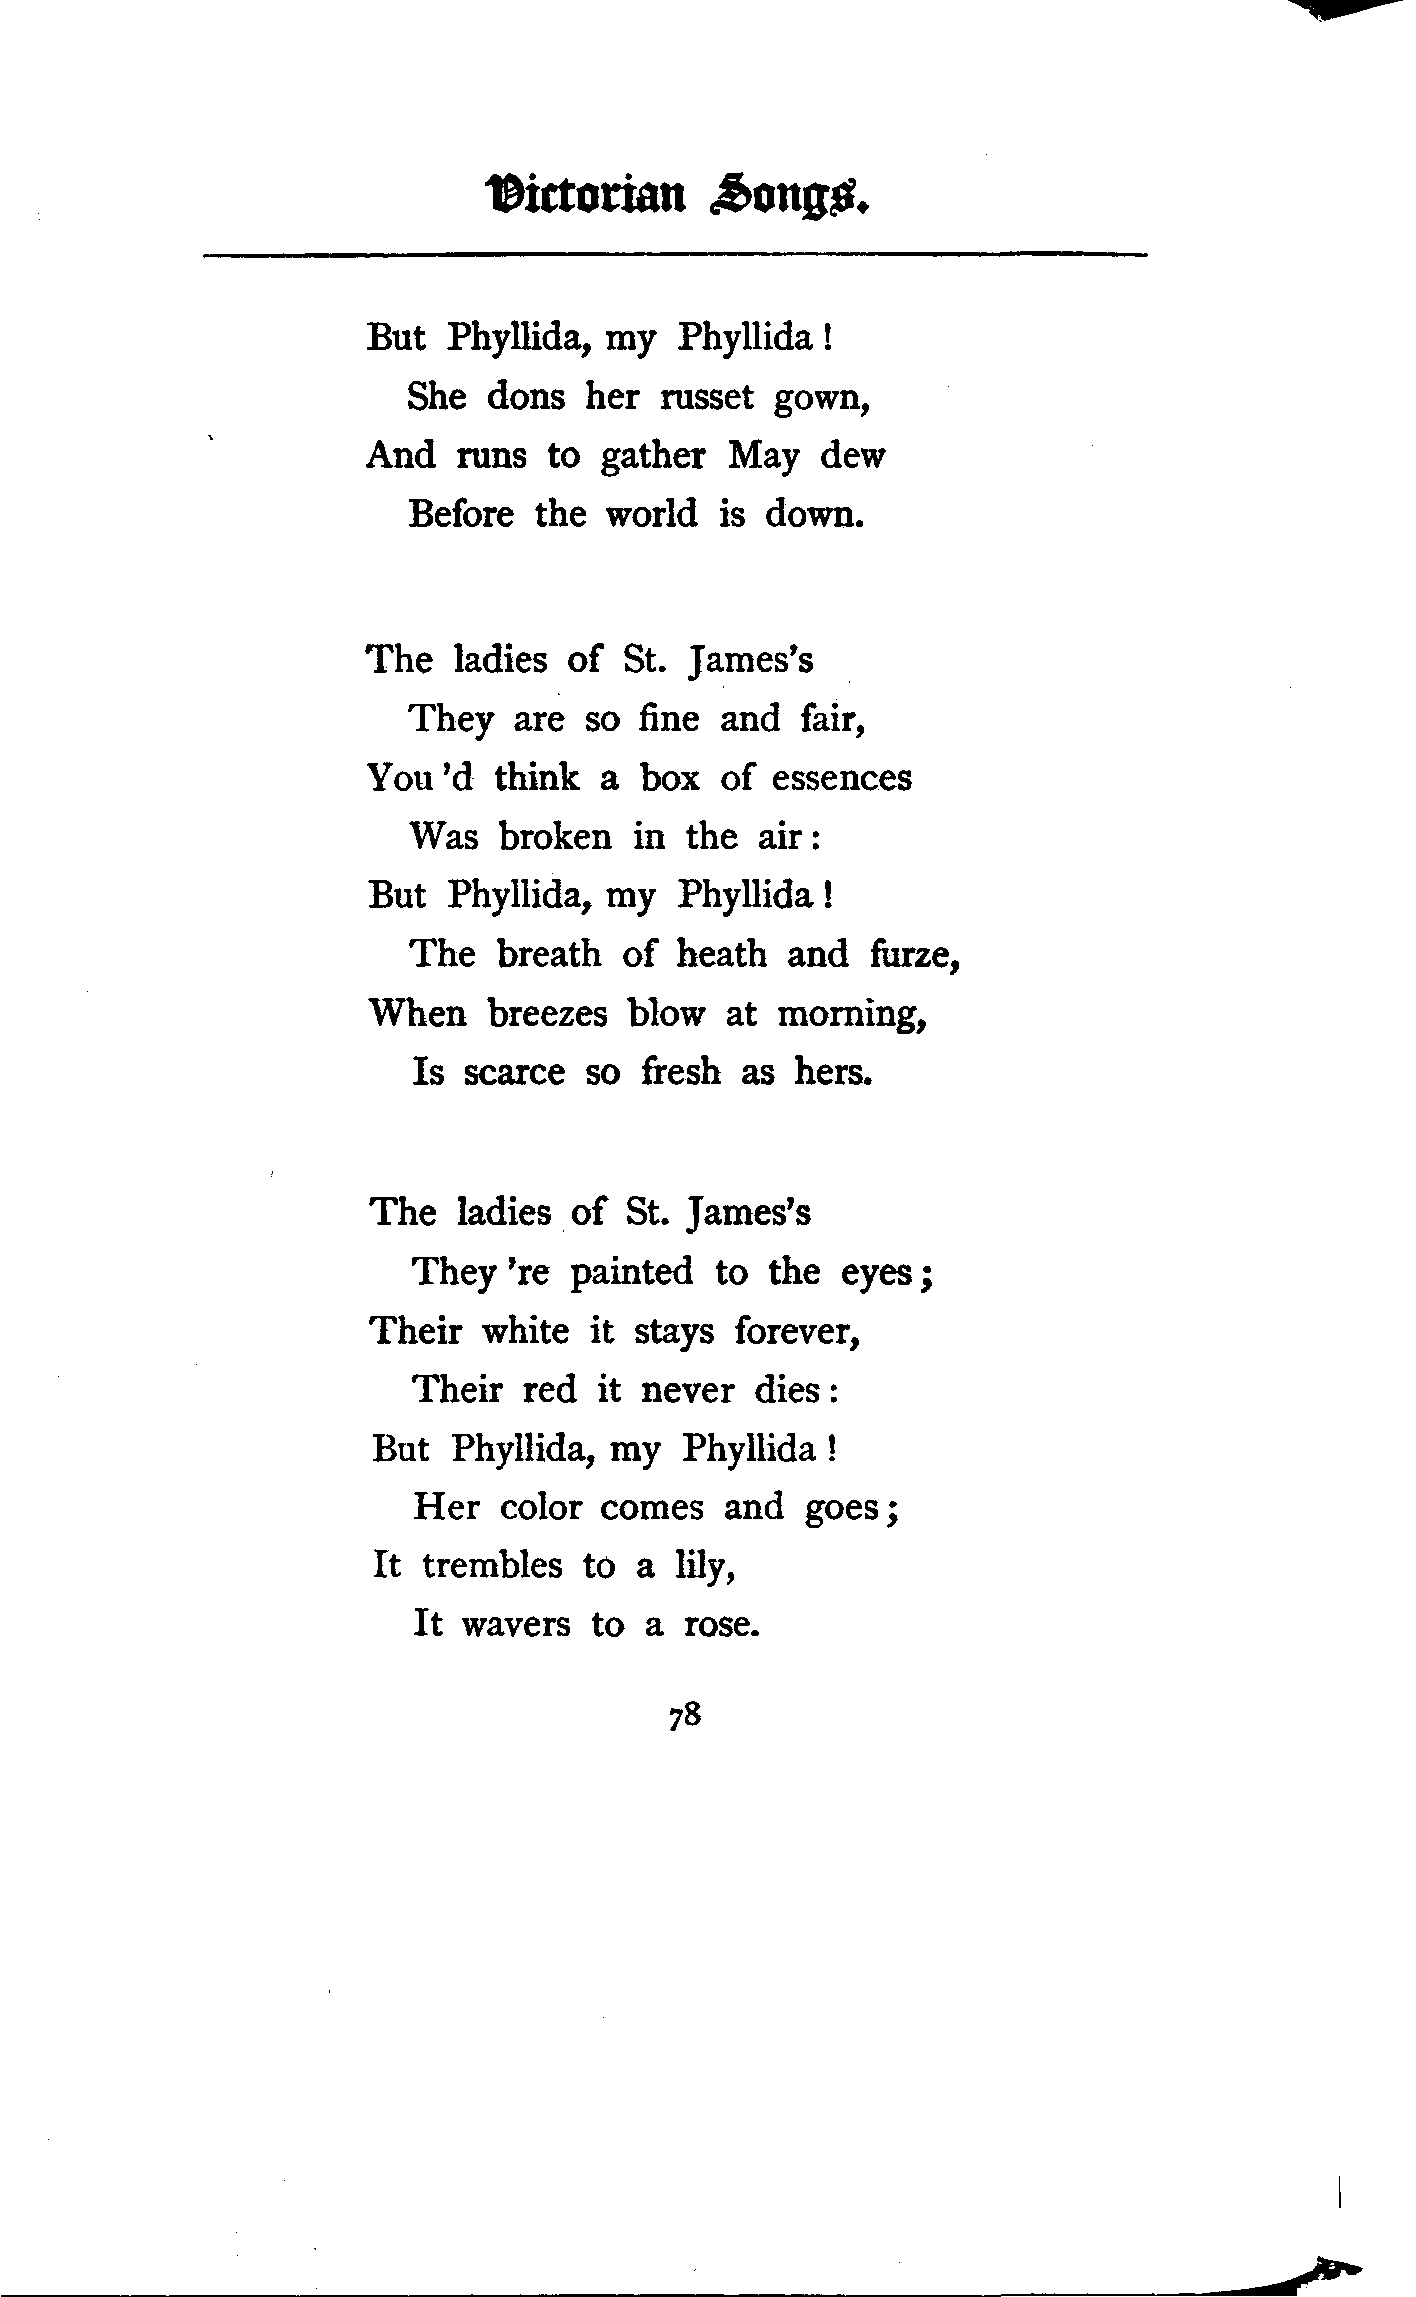 Victorian Songs.
But Phyllida, my Phyllida !
She dons her russet gown,
And runs to gather May dew
Before the world is down.
The ladies of St. James's
They are so fine and fair,
You 'd think a box of essences
Was broken in the air :
But Phyllida, my Phyllida !
The breath of heath and furze,
When breezes blow at morning,
Is scarce so fresh as hers.
The ladies of St. James's
They 're painted to the eyes ;
Their white it stays forever,
Their red it never dies :
But Phyllida, my Phyllida !
Her color comes and goes ;
It trembles to a lily,
It wavers to a rose.
78